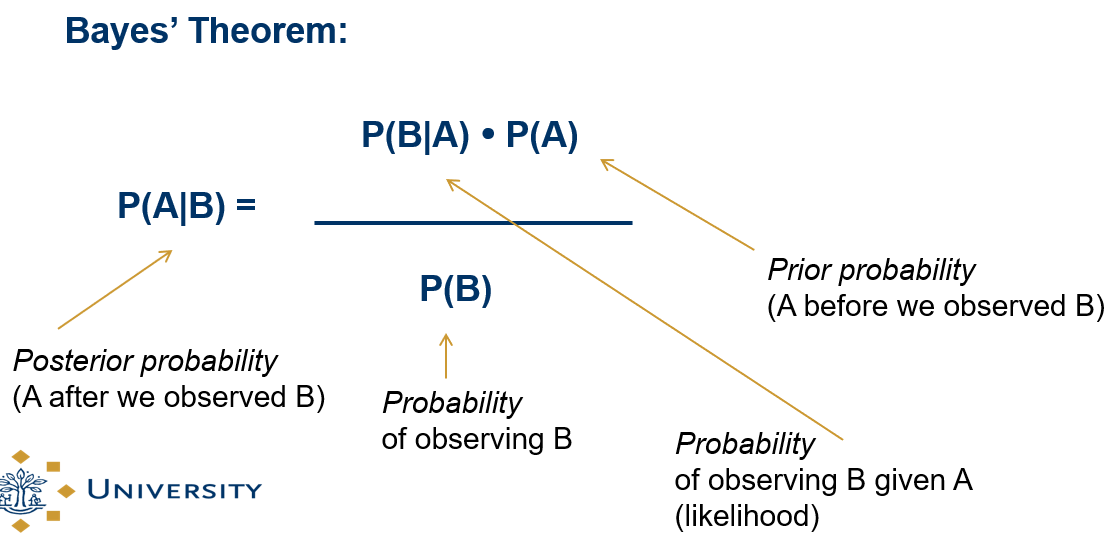 Bayes’ Theorem:
P(B|A) • P(A)
P(A|B) =
P(B)
Prior probability
(A before we observed B)
Posterior probability
(A after we observed B)
Probability
of observing B
Probability
of observing B given A
(likelihood)
UNIVERSITY